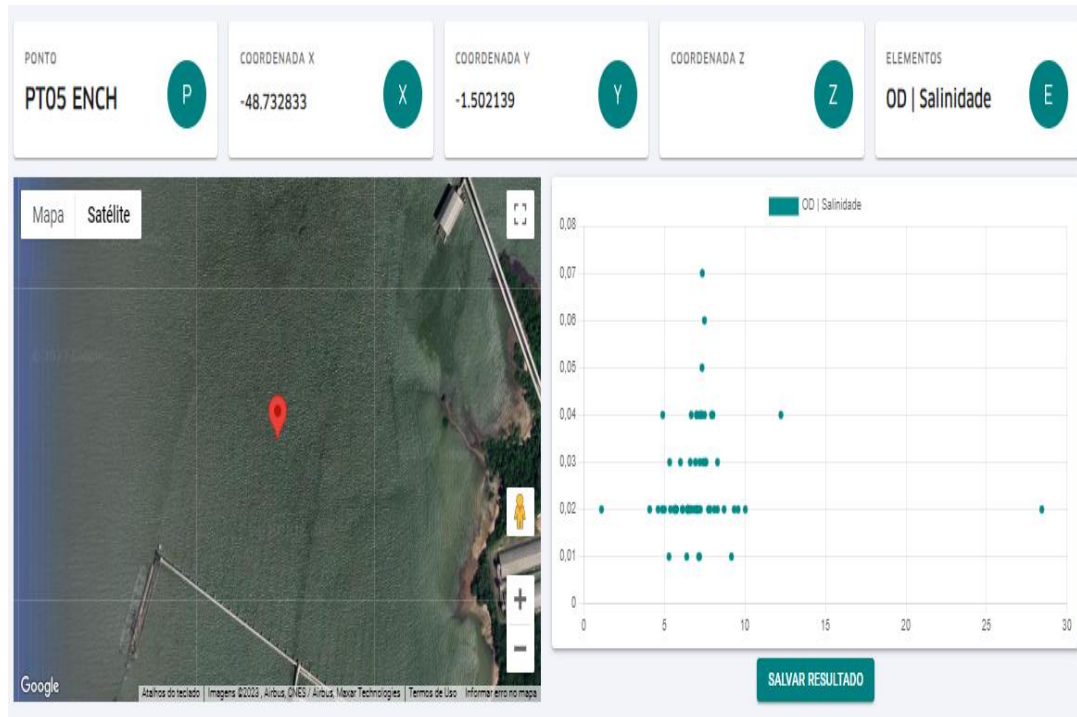 PONTO
PT05 ENCH
P
COORDENADA X
-48.732833
X
COORDENADA Y
-1.502139
Y
COORDENADA Z
Z
ELEMENTOS
OD | Salinidade
E
Mapa
Satélite
Google
Atalhos do teclado
Imagens ©2023 , Airbus, CNES / Airbus, Maxar Technologies
Termos de Uso
Informar erro no mapa
OD | Salinidade
0,08
0,07
0,06
0,05
0,04
0,03
0,02
0,01
0
0 5 10 15 20 25 30
SALVAR RESULTADO